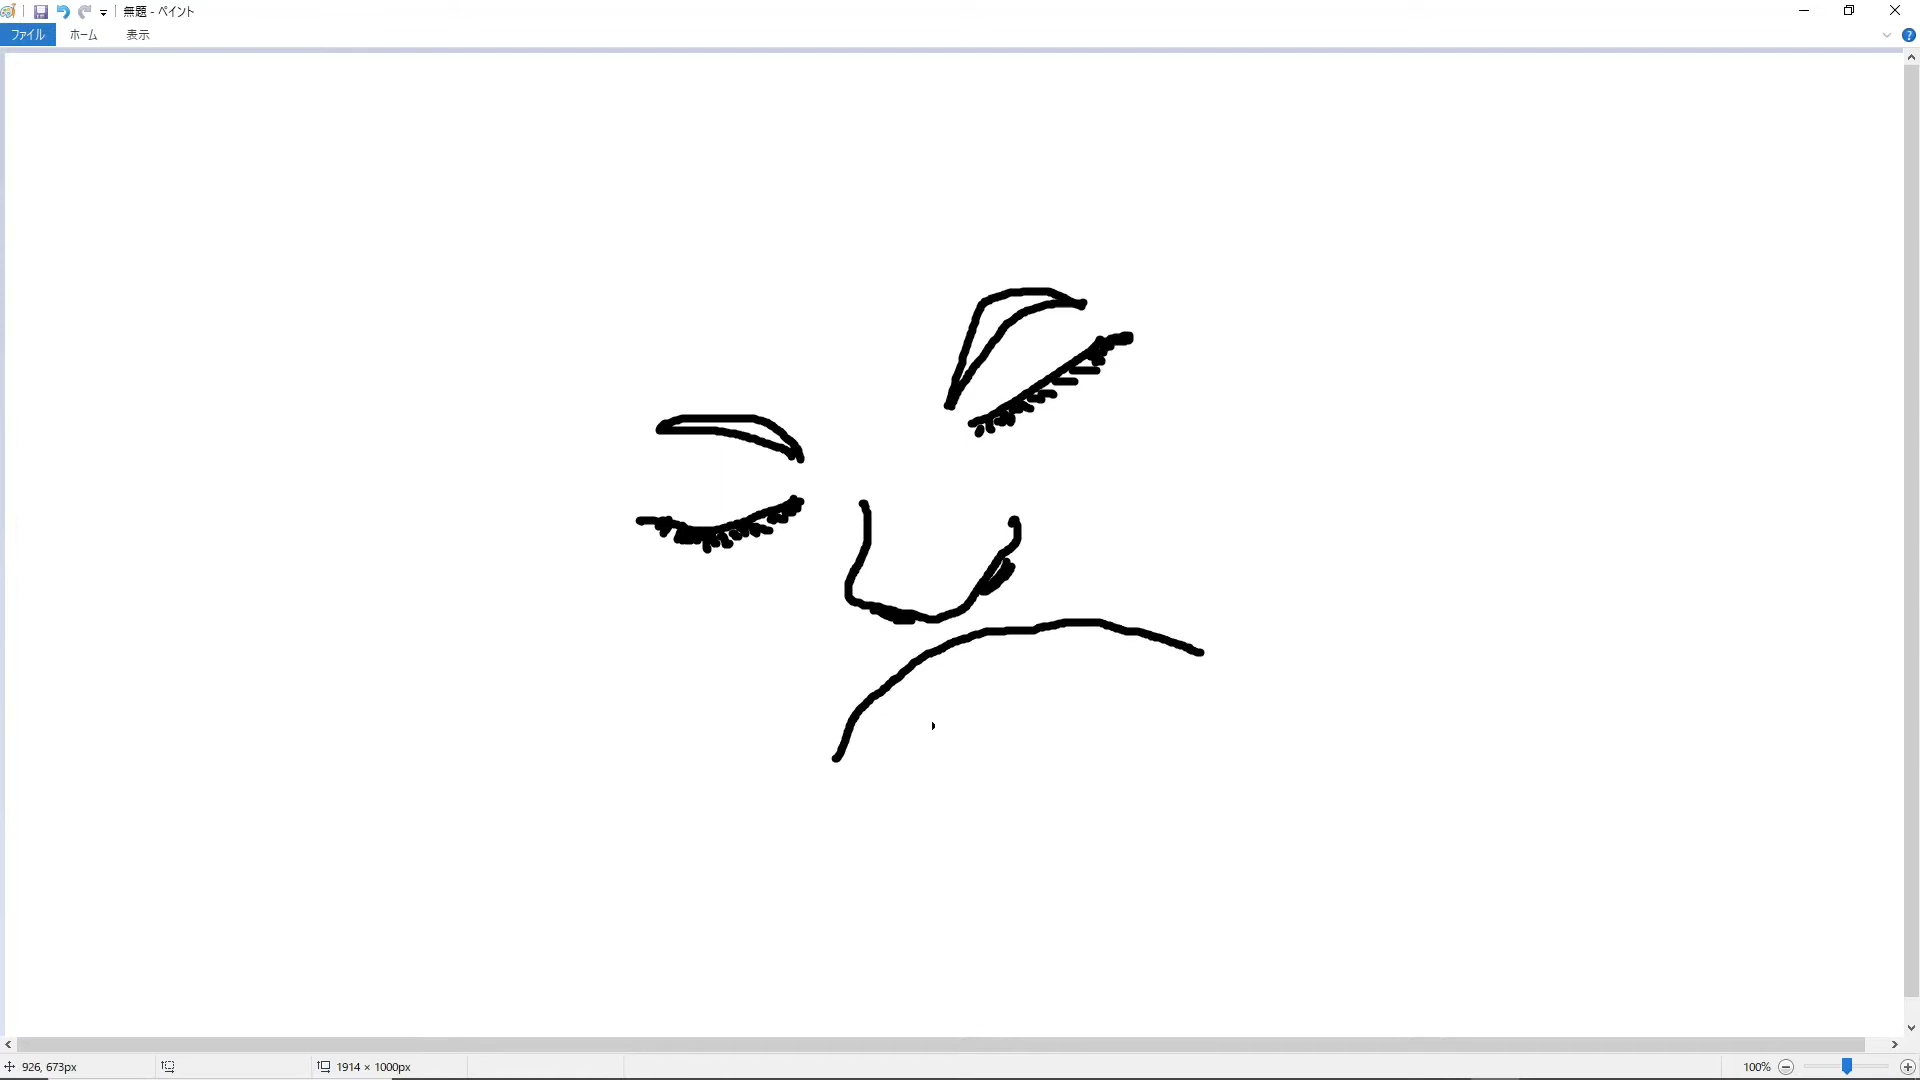 無題 - ペイント
ファイル ホーム 表示
926, 673px 1914 × 1000px 100%